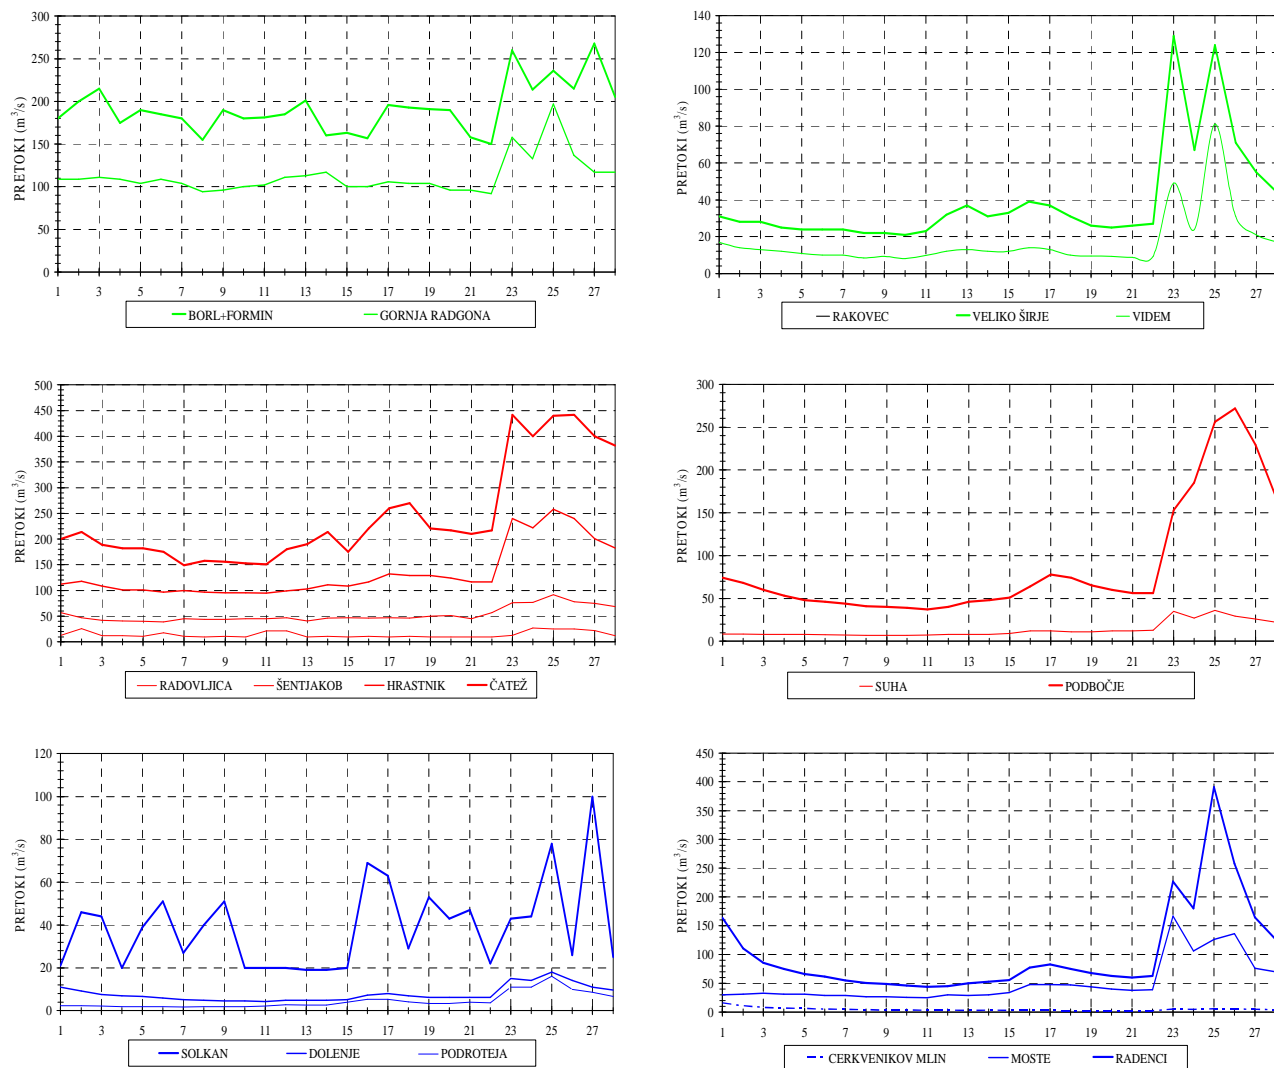 PRETOKI (m³/s)
300
250
200
150
100
50
0
1 3 5 7 9 11 13 15 17 19 21 23 25 27
BORL+FORMIN GORNJA RADGONA
PRETOKI (m³/s)
140
120
100
80
60
40
20
0
1 3 5 7 9 11 13 15 17 19 21 23 25 27
RAKOVEC VELIKO ŠIRJE VIDEM
PRETOKI (m³/s)
500
450
400
350
300
250
200
150
100
50
0
1 3 5 7 9 11 13 15 17 19 21 23 25 27
RADOVLJICA ŠENTJAKOB HRASTNIK ČATEŽ
PRETOKI (m³/s)
300
250
200
150
100
50
0
1 3 5 7 9 11 13 15 17 19 21 23 25 27
SUHA PODBOČJE
PRETOKI (m³/s)
120
100
80
60
40
20
0
1 3 5 7 9 11 13 15 17 19 21 23 25 27
SOLKAN DOLENJE PODROTEJA
PRETOKI (m³/s)
450
400
350
300
250
200
150
100
50
0
1 3 5 7 9 11 13 15 17 19 21 23 25 27
CERKVENIKOV MLIN MOSTE RADENCI